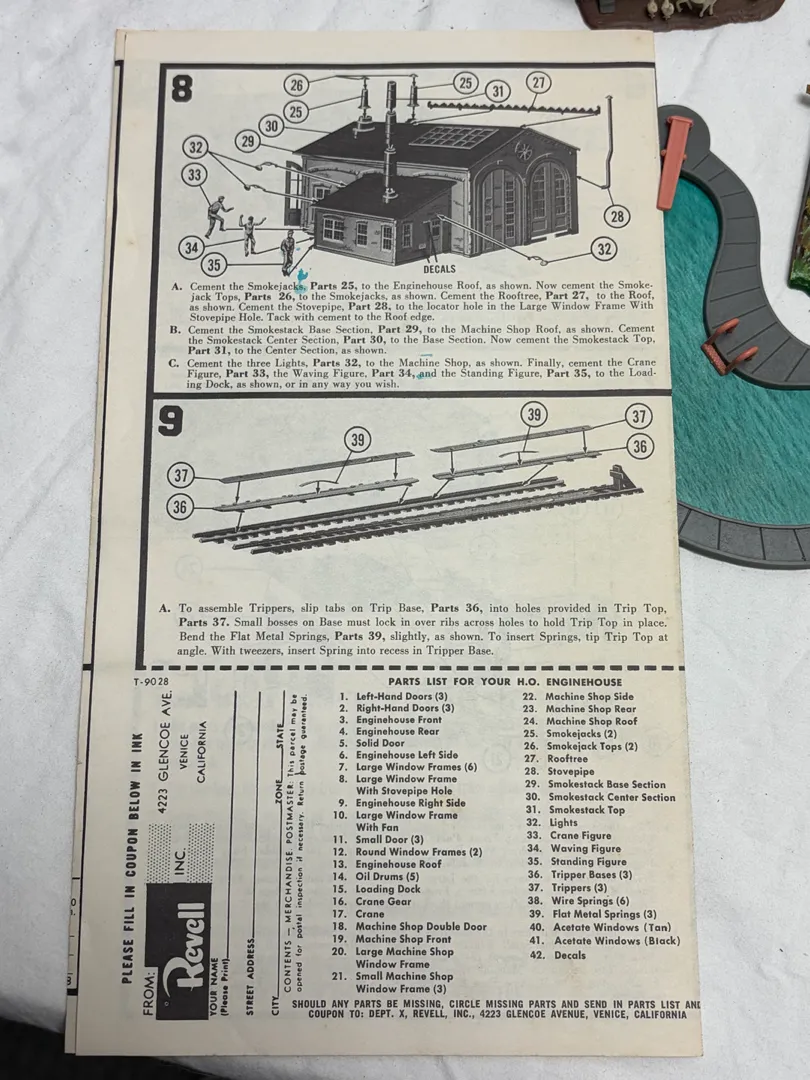 8
26
25
25
31
27
30
29
32
33
34
35
28
32
DECALS
A. Cement the Smokejacks, Parts 25, to the Enginehouse Roof, as shown. Now cement the Smoke-
jack Tops, Parts 26, to the Smokejacks, as shown. Cement the Rooftree, Part 27, to the Roof,
as shown. Cement the Stovepipe, Part 28, to the locator hole in the Large Window Frame With
Stovepipe Hole. Tack with cement to the Roof edge.
B. Cement the Smokestack Base Section, Part 29, to the Machine Shop Roof, as shown. Cement
the Smokestack Center Section, Part 30, to the Base Section. Now cement the Smokestack Top,
Part 31, to the Center Section, as shown.
C. Cement the three Lights, Parts 32, to the Machine Shop, as shown. Finally, cement the Crane
Figure, Part 33, the Waving Figure, Part 34, and the Standing Figure, Part 35, to the Load-
ing Dock, as shown, or in any way you wish.
9
37
39
36
39
37
36
A. To assemble Trippers, slip tabs on Trip Base, Parts 36, into holes provided in Trip Top,
Parts 37. Small bosses on Base must lock in over ribs across holes to hold Trip Top in place.
Bend the Flat Metal Springs, Parts 39, slightly, as shown. To insert Springs, tip Trip Top at
angle. With tweezers, insert Spring into recess in Tripper Base.
T-9028
PLEASE FILL IN COUPON BELOW IN INK
FROM:
Revell
INC.
4223 GLENCOE AVE.
VENICE
CALIFORNIA
YOUR NAME
(Please Print)
STREET ADDRESS
CITY ZONE STATE
CONTENTS — MERCHANDISE POSTMASTER: This parcel may be
opened for postal inspection if necessary. Return postage guaranteed.
PARTS LIST FOR YOUR H.O. ENGINEHOUSE
1. Left-Hand Doors (3)
2. Right-Hand Doors (3)
3. Enginehouse Front
4. Enginehouse Rear
5. Solid Door
6. Enginehouse Left Side
7. Large Window Frames (6)
8. Large Window Frame
With Stovepipe Hole
9. Enginehouse Right Side
10. Large Window Frame
With Fan
11. Small Door (3)
12. Round Window Frames (2)
13. Enginehouse Roof
14. Oil Drums (5)
15. Loading Dock
16. Crane Gear
17. Crane
18. Machine Shop Double Door
19. Machine Shop Front
20. Large Machine Shop
Window Frame
21. Small Machine Shop
Window Frame (3)
22. Machine Shop Side
23. Machine Shop Rear
24. Machine Shop Roof
25. Smokejacks (2)
26. Smokejack Tops (2)
27. Rooftree
28. Stovepipe
29. Smokestack Base Section
30. Smokestack Center Section
31. Smokestack Top
32. Lights
33. Crane Figure
34. Waving Figure
35. Standing Figure
36. Tripper Bases (3)
37. Trippers (3)
38. Wire Springs (6)
39. Flat Metal Springs (3)
40. Acetate Windows (Tan)
41. Acetate Windows (Black)
42. Decals
SHOULD ANY PARTS BE MISSING, CIRCLE MISSING PARTS AND SEND IN PARTS LIST AND
COUPON TO: DEPT. X, REVELL, INC., 4223 GLENCOE AVENUE, VENICE, CALIFORNIA